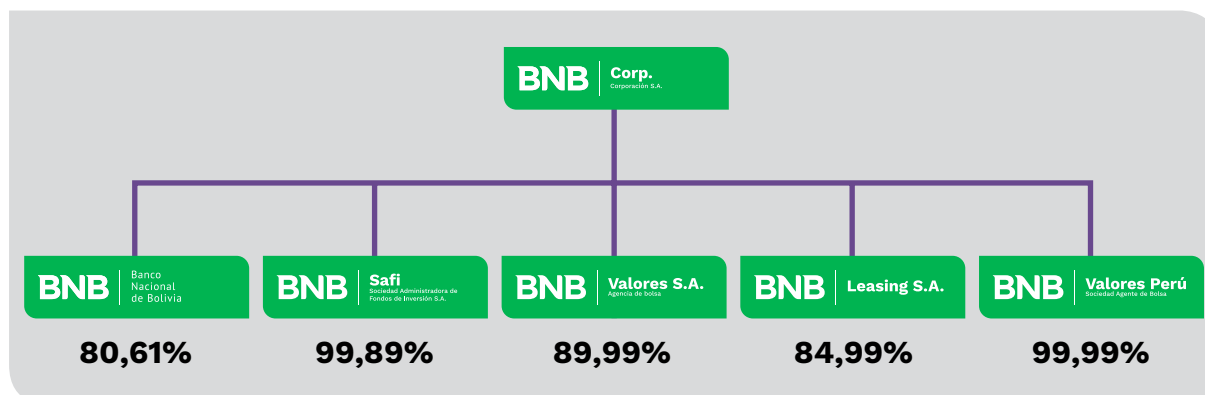 BNB
Corp.
Corporación S.A.
BNB
Banco
Nacional
de Bolivia
BNB
Safi
Sociedad Administradora de
Fondos de Inversión S.A.
BNB
Valores S.A.
Agencia de bolsa
BNB
Leasing S.A.
BNB
Valores Perú
Sociedad Agente de Bolsa
80,61%
99,89%
89,99%
84,99%
99,99%